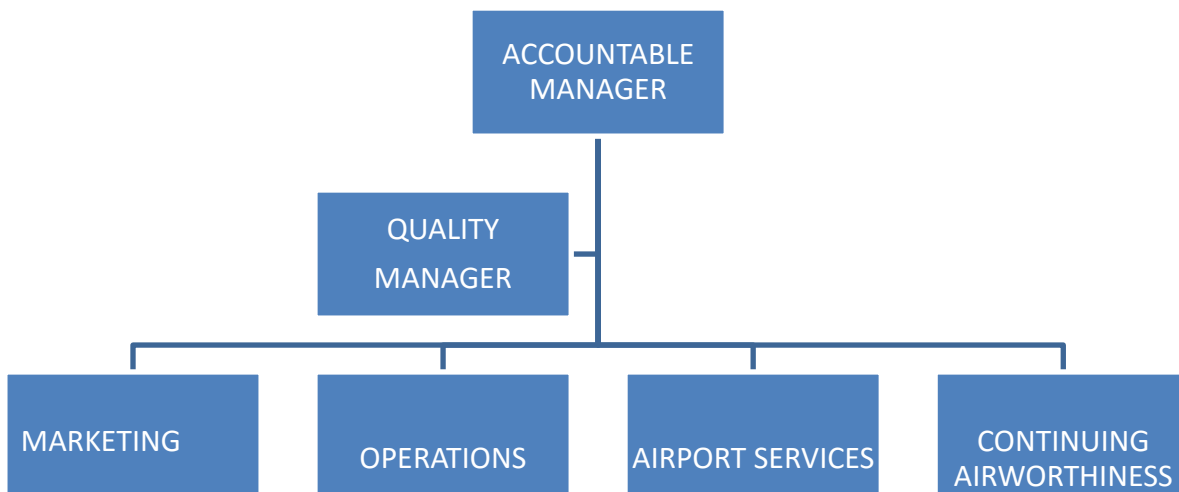 ACCOUNTABLE
MANAGER
QUALITY
MANAGER
MARKETING
OPERATIONS
AIRPORT SERVICES
CONTINUING
AIRWORTHINESS